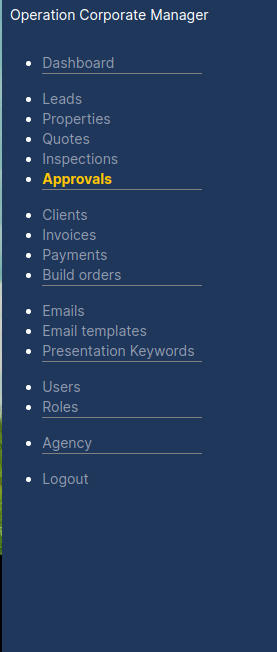 Operation Corporate Manager
Dashboard
Leads
Properties
Quotes
Inspections
Approvals
Clients
Invoices
Payments
Build orders
Emails
Email templates
Presentation Keywords
Users
Roles
Agency
Logout